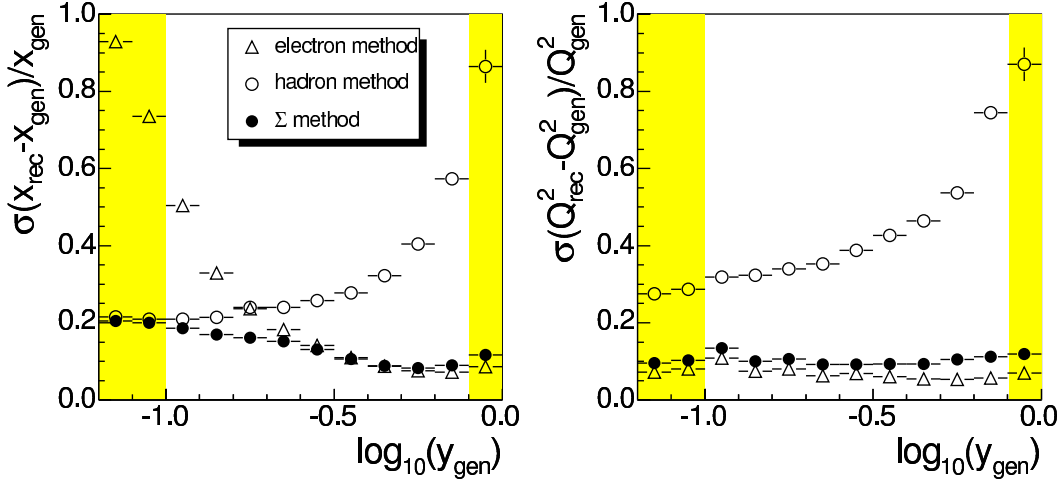 σ(x_rec-x_gen)/x_gen
1.0
0.8
0.6
0.4
0.2
0.0
electron method
hadron method
Σ method
-1.0
-0.5
0.0
log₁₀(y_gen)
σ(Q²_rec-Q²_gen)/Q²_gen
1.0
0.8
0.6
0.4
0.2
0.0
-1.0
-0.5
0.0
log₁₀(y_gen)